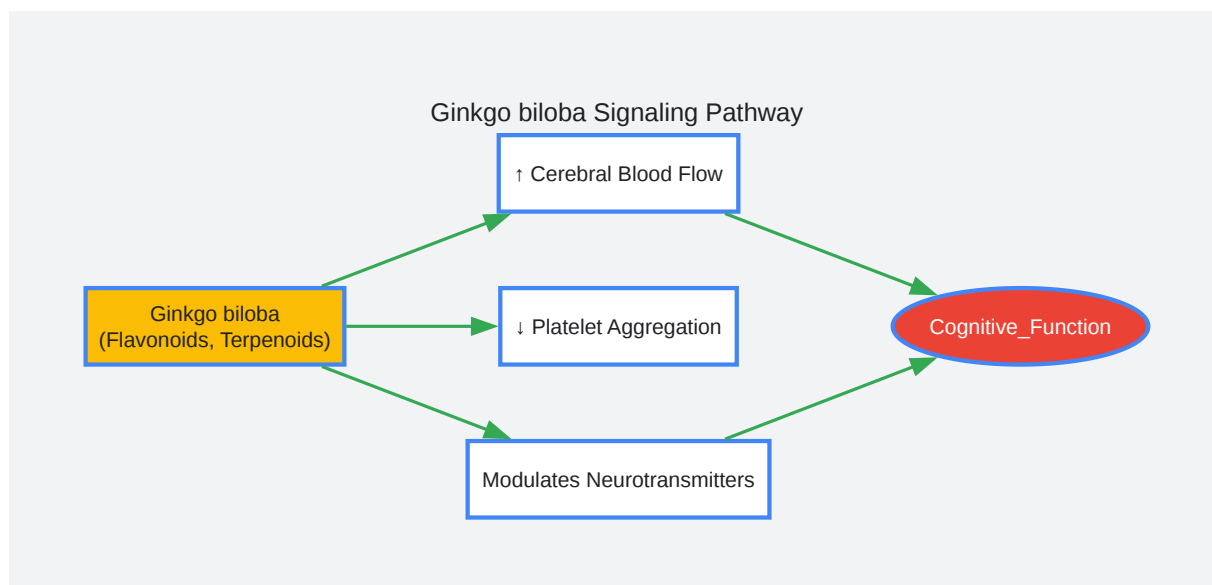 Ginkgo biloba Signaling Pathway
↑ Cerebral Blood Flow
Ginkgo biloba
(Flavonoids, Terpenoids)
↓ Platelet Aggregation
Cognitive_Function
Modulates Neurotransmitters